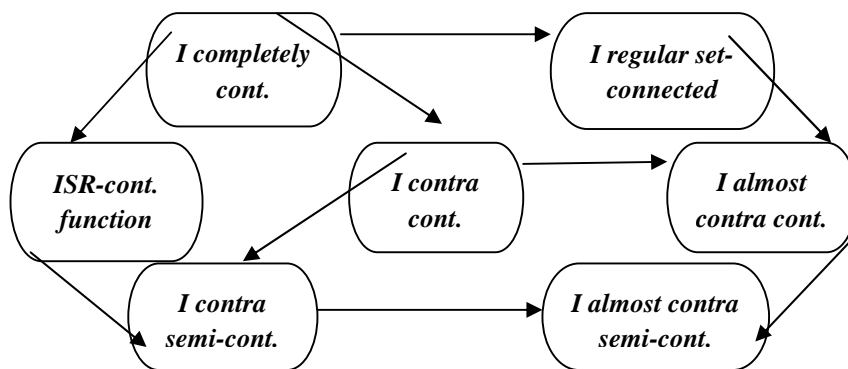 I completely
cont.
I regular set-
connected
ISR-cont.
function
I contra
cont.
I almost
contra cont.
I contra
semi-cont.
I almost contra
semi-cont.